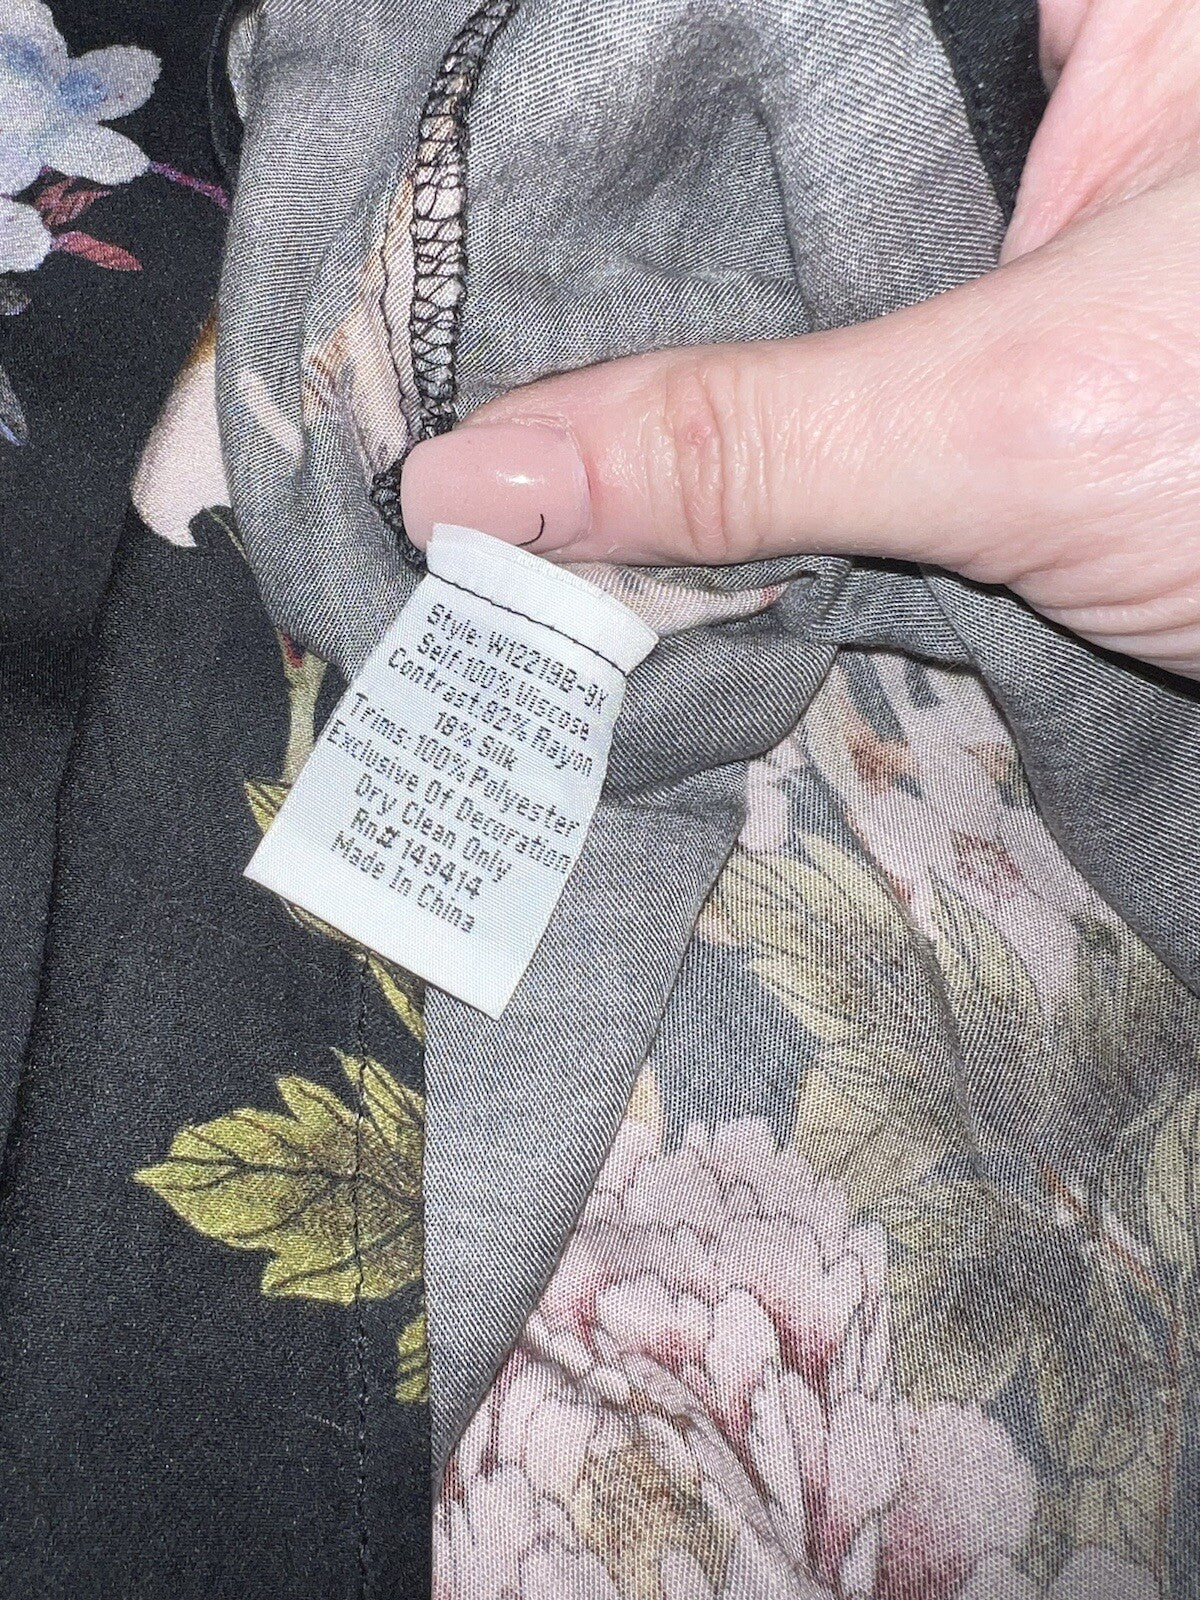 Style: W12219B-9X
Self:100% Viscose
Contrast:82% Rayon
18% Silk
Trims: 100% Polyester
Exclusive Of Decoration
Dry Clean Only
Rn# 149414
Made In China